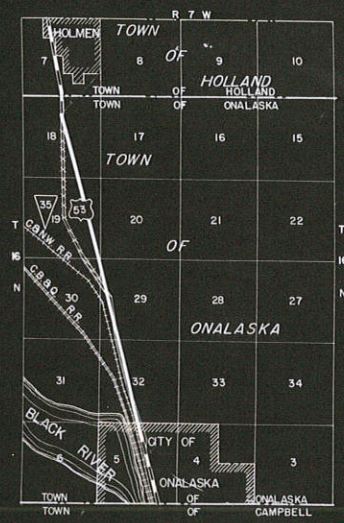 R 7 W
HOLMEN
TOWN
7
8
OF
9
10
HOLLAND
TOWN OF HOLLAND
TOWN OF ONALASKA
18
17
16
15
TOWN
35
19
53
20
21
22
T
16
N
T
16
N
C&NW R.R.
OF
C.B.&Q. R.R.
30
29
28
27
ONALASKA
31
32
33
34
BLACK RIVER
CITY OF
6
5
4
3
ONALASKA
TOWN OF ONALASKA
TOWN OF CAMPBELL